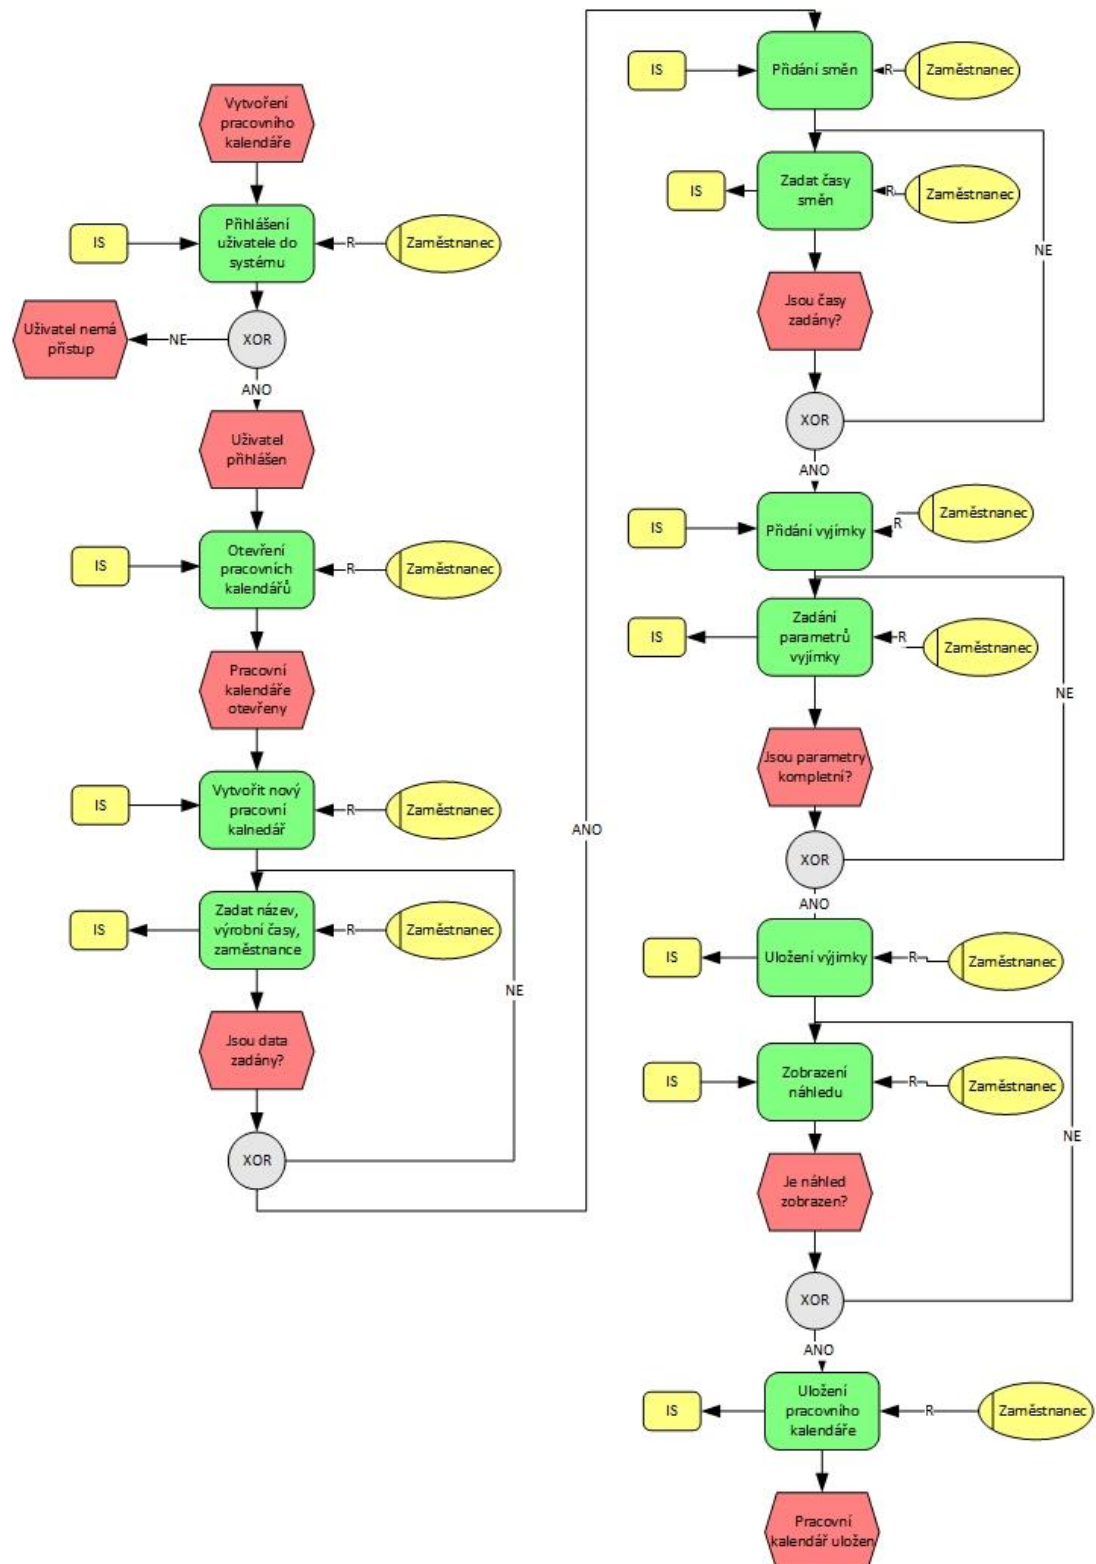 Vytvoření
pracovního
kalendáře
IS
Přihlášení
uživatele do
systému
R
Zaměstnanec
Uživatel nemá
přístup
NE
XOR
ANO
Uživatel
přihlášen
IS
Otevření
pracovních
kalendářů
R
Zaměstnanec
Pracovní
kalendáře
otevřeny
IS
Vytvořit nový
pracovní
kalnedář
R
Zaměstnanec
IS
Zadat název,
výrobní časy,
zaměstnance
R
Zaměstnanec
NE
Jsou data
zadány?
XOR
ANO
IS
Přidání směn
R
Zaměstnanec
IS
Zadat časy
směn
R
Zaměstnanec
NE
Jsou časy
zadány?
XOR
ANO
IS
Přidání vyjímky
R
Zaměstnanec
IS
Zadání
parametrů
vyjímky
R
Zaměstnanec
NE
Jsou parametry
kompletní?
XOR
ANO
IS
Uložení výjimky
R
Zaměstnanec
IS
Zobrazení
náhledu
R
Zaměstnanec
NE
Je náhled
zobrazen?
XOR
ANO
IS
Uložení
pracovního
kalendáře
R
Zaměstnanec
Pracovní
kalendář uložen